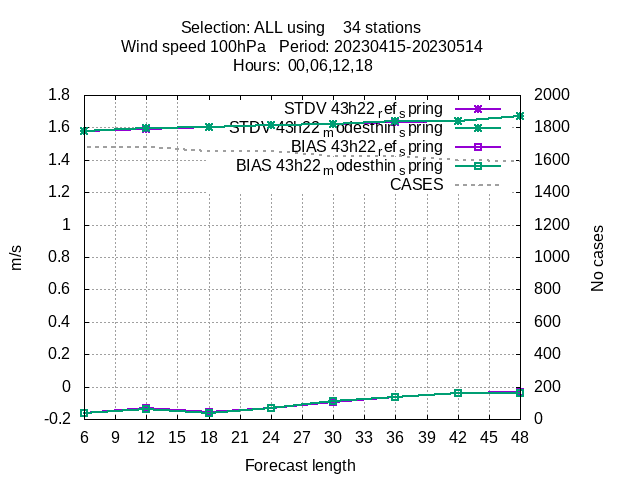 Selection: ALL using    34 stations
Wind speed 100hPa   Period: 20230415-20230514
Hours:  00,06,12,18
1.8
1.6
1.4
1.2
1
0.8
0.6
0.4
0.2
0
-0.2
m/s
STDV 43h22_ref_spring
STDV 43h22_modesthin_spring
BIAS 43h22_ref_spring
BIAS 43h22_modesthin_spring
CASES
2000
1800
1600
1400
1200
1000
800
600
400
200
0
No cases
6 9 12 15 18 21 24 27 30 33 36 39 42 45 48
Forecast length